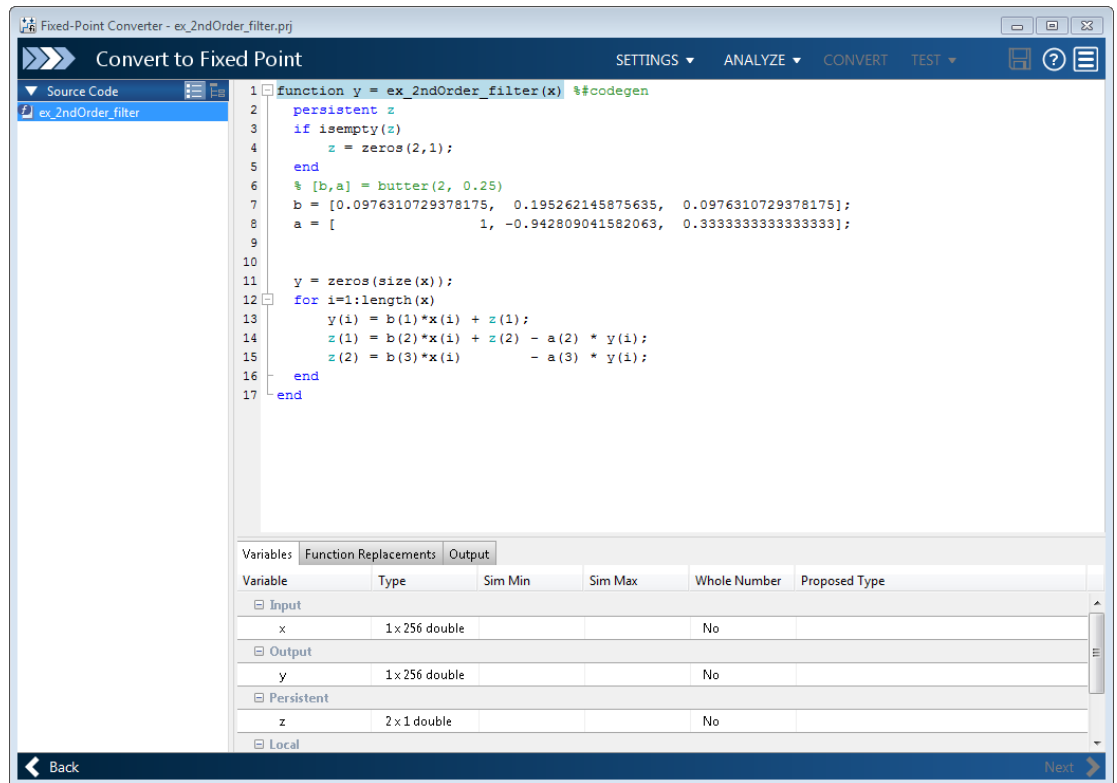 Fixed-Point Converter - ex_2ndOrder_filter.prj
Convert to Fixed Point
SETTINGS ▼ ANALYZE ▼ CONVERT TEST ▼
Source Code
ex_2ndOrder_filter
1 function y = ex_2ndOrder_filter(x) %#codegen
2 persistent z
3 if isempty(z)
4 z = zeros(2,1);
5 end
6 % [b,a] = butter(2, 0.25)
7 b = [0.0976310729378175, 0.195262145875635, 0.0976310729378175];
8 a = [ 1, -0.942809041582063, 0.3333333333333333];
9
10
11 y = zeros(size(x));
12 for i=1:length(x)
13 y(i) = b(1)*x(i) + z(1);
14 z(1) = b(2)*x(i) + z(2) - a(2) * y(i);
15 z(2) = b(3)*x(i) - a(3) * y(i);
16 end
17 end
Variables Function Replacements Output
Variable Type Sim Min Sim Max Whole Number Proposed Type
Input
x 1 x 256 double No
Output
y 1 x 256 double No
Persistent
z 2 x 1 double No
Local
Back Next